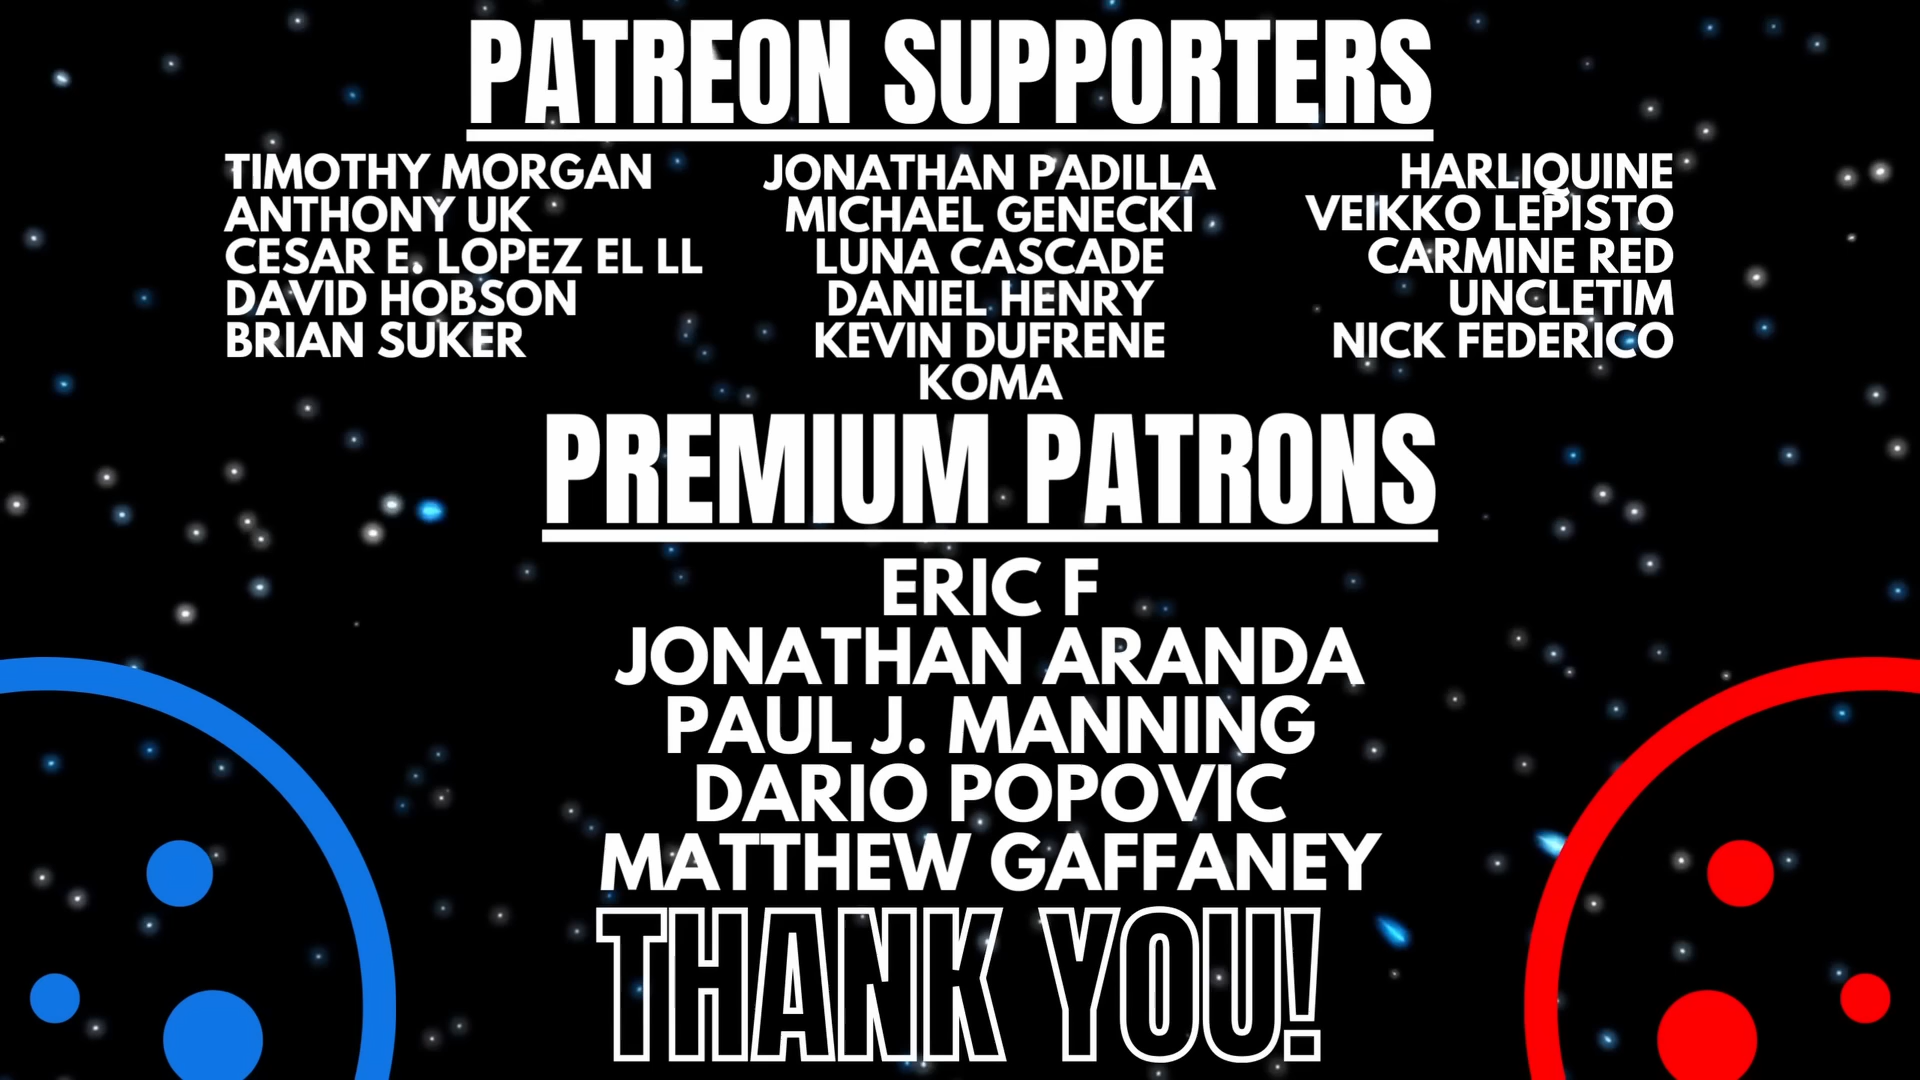 PATREON SUPPORTERS
TIMOTHY MORGAN
ANTHONY UK
CESAR E. LOPEZ EL LL
DAVID HOBSON
BRIAN SUKER
JONATHAN PADILLA
MICHAEL GENECKI
LUNA CASCADE
DANIEL HENRY
KEVIN DUFRENE
KOMA
HARLIQUINE
VEIKKO LEPISTO
CARMINE RED
UNCLETIM
NICK FEDERICO
PREMIUM PATRONS
ERIC F
JONATHAN ARANDA
PAUL J. MANNING
DARIO POPOVIC
MATTHEW GAFFANEY
THANK YOU!